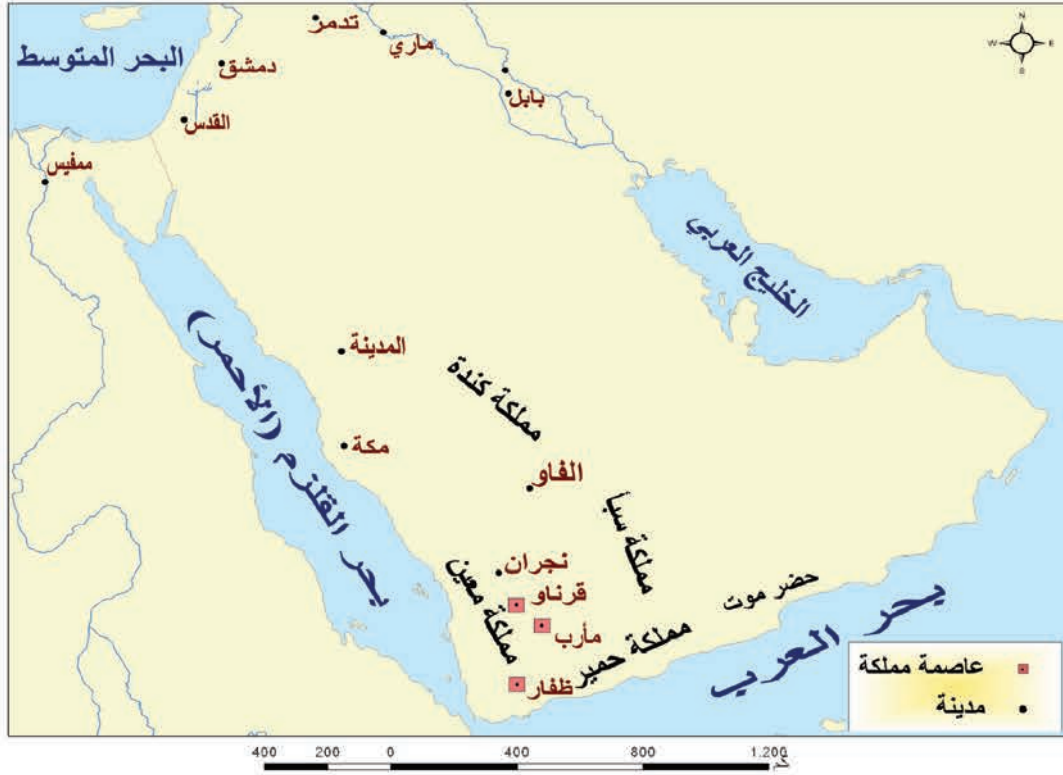 تدمر
ماري
N
W
E
S
البحر المتوسط
دمشق
بابل
القدس
ممفيس
الخليج العربي
المدينة
بحر القلزم (الأحمر)
مملكة كندة
مكة
الفاو
مملكة سبأ
نجران
مملكة معين
قرناو
حضر موت
مأرب
مملكة حمير
بحر العرب
ظفار
عاصمة مملكة
مدينة
400 200 0 400 800 1.200